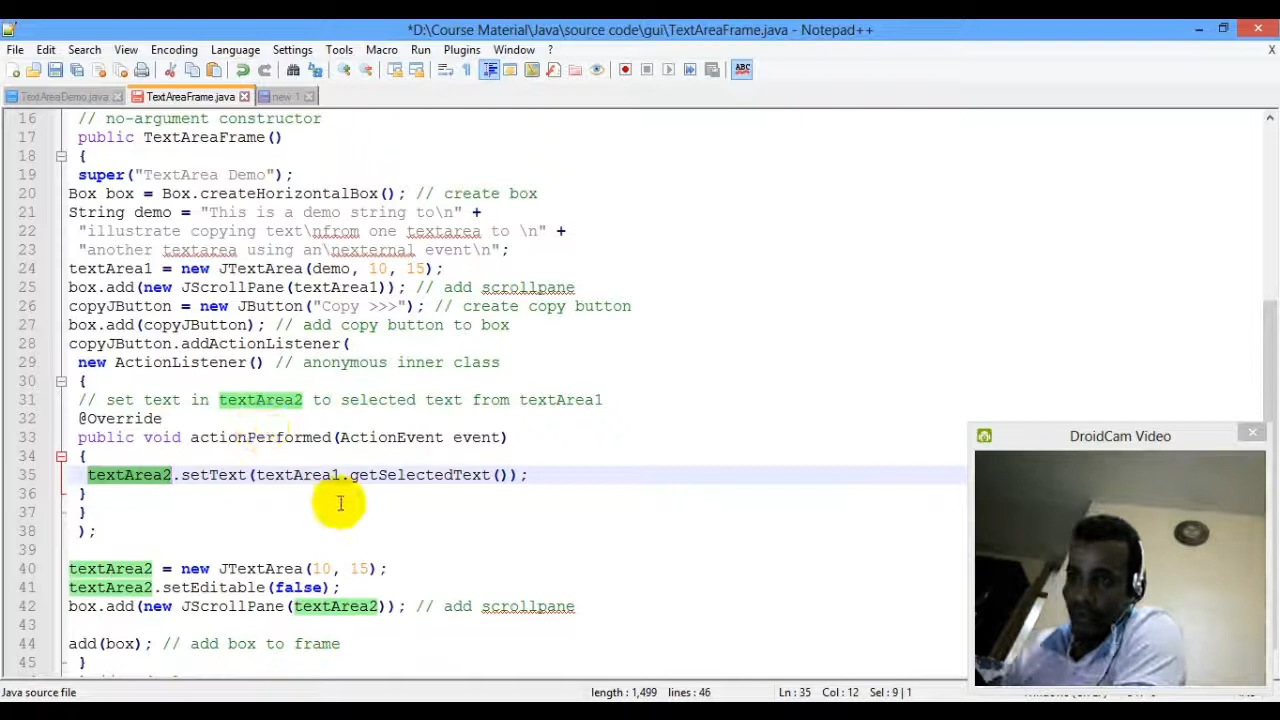 *D:\Course Material\Java\source code\gui\TextAreaFrame.java - Notepad++
File Edit Search View Encoding Language Settings Tools Macro Run Plugins Window ? X
TextAreaDemo.java TextAreaFrame.java new 1
16 // no-argument constructor
17 public TextAreaFrame()
18 {
19 super("TextArea Demo");
20 Box box = Box.createHorizontalBox(); // create box
21 String demo = "This is a demo string to\n" +
22 "illustrate copying text\nfrom one textarea to \n" +
23 "another textarea using an\nexternal event\n";
24 textArea1 = new JTextArea(demo, 10, 15);
25 box.add(new JScrollPane(textArea1)); // add scrollpane
26 copyJButton = new JButton("Copy >>>"); // create copy button
27 box.add(copyJButton); // add copy button to box
28 copyJButton.addActionListener(
29 new ActionListener() // anonymous inner class
30 {
31 // set text in textArea2 to selected text from textArea1
32 @Override
33 public void actionPerformed(ActionEvent event)
34 {
35 textArea2.setText(textArea1.getSelectedText());
36 }
37 }
38 );
39
40 textArea2 = new JTextArea(10, 15);
41 textArea2.setEditable(false);
42 box.add(new JScrollPane(textArea2)); // add scrollpane
43
44 add(box); // add box to frame
45 }
DroidCam Video
Java source file length : 1,499 lines : 46 Ln : 35 Col : 12 Sel : 9 | 1